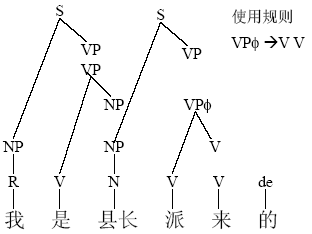 S S 使用规则
VP VP VPϕ→V V
VP
NP VPϕ
NP NP V
R V N V V de
我 是 县长 派 来 的